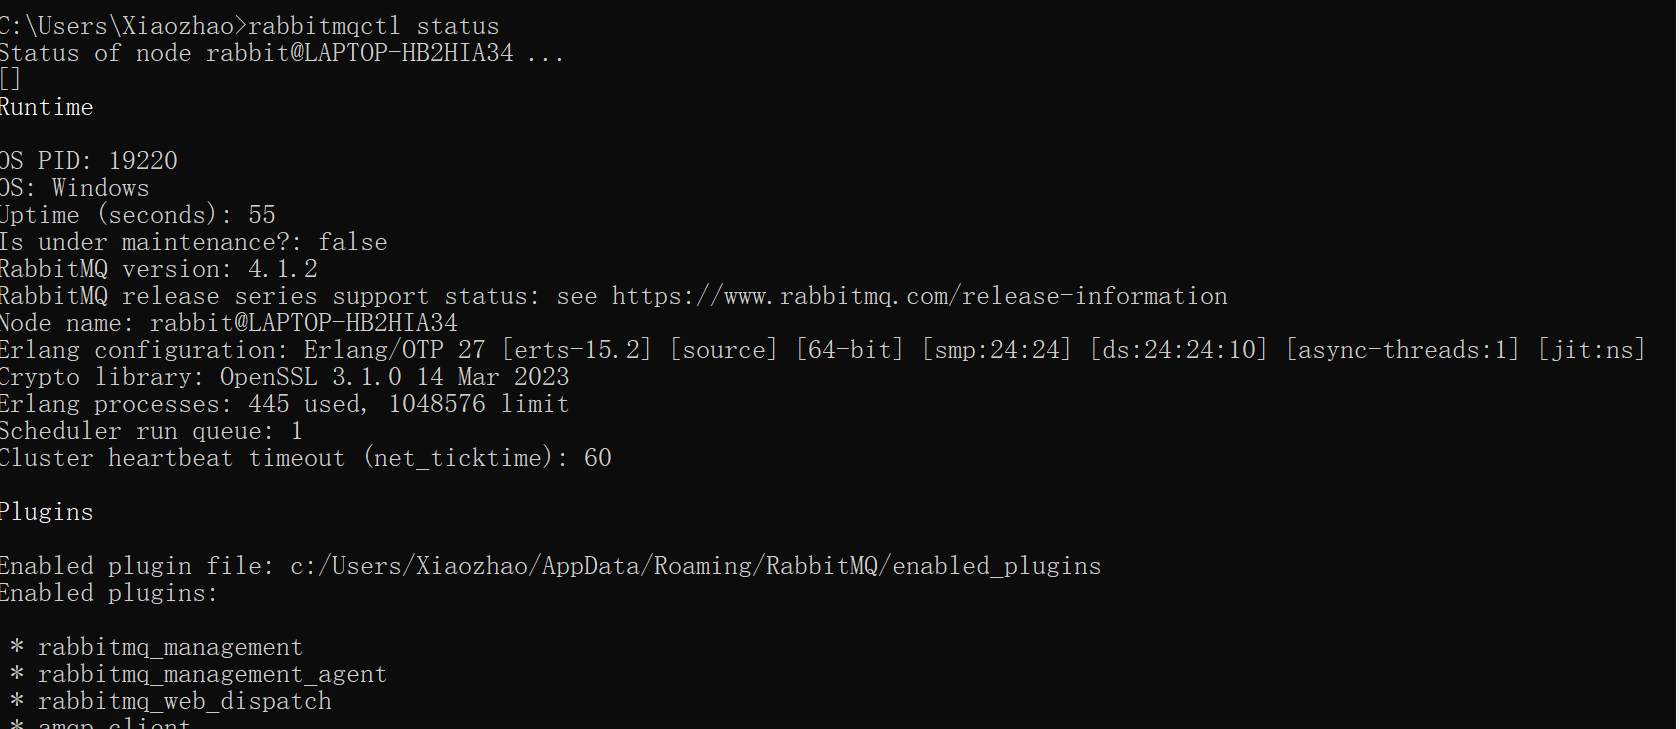 C:\Users\Xiaozhao>rabbitmqctl status
Status of node rabbit@LAPTOP-HB2HIA34 ...
[]
Runtime
OS PID: 19220
OS: Windows
Uptime (seconds): 55
Is under maintenance?: false
RabbitMQ version: 4.1.2
RabbitMQ release series support status: see https://www.rabbitmq.com/release-information
Node name: rabbit@LAPTOP-HB2HIA34
Erlang configuration: Erlang/OTP 27 [erts-15.2] [source] [64-bit] [smp:24:24] [ds:24:24:10] [async-threads:1] [jit:ns]
Crypto library: OpenSSL 3.1.0 14 Mar 2023
Erlang processes: 445 used, 1048576 limit
Scheduler run queue: 1
Cluster heartbeat timeout (net_ticktime): 60
Plugins
Enabled plugin file: c:/Users/Xiaozhao/AppData/Roaming/RabbitMQ/enabled_plugins
Enabled plugins:
* rabbitmq_management
* rabbitmq_management_agent
* rabbitmq_web_dispatch
* amqp_client